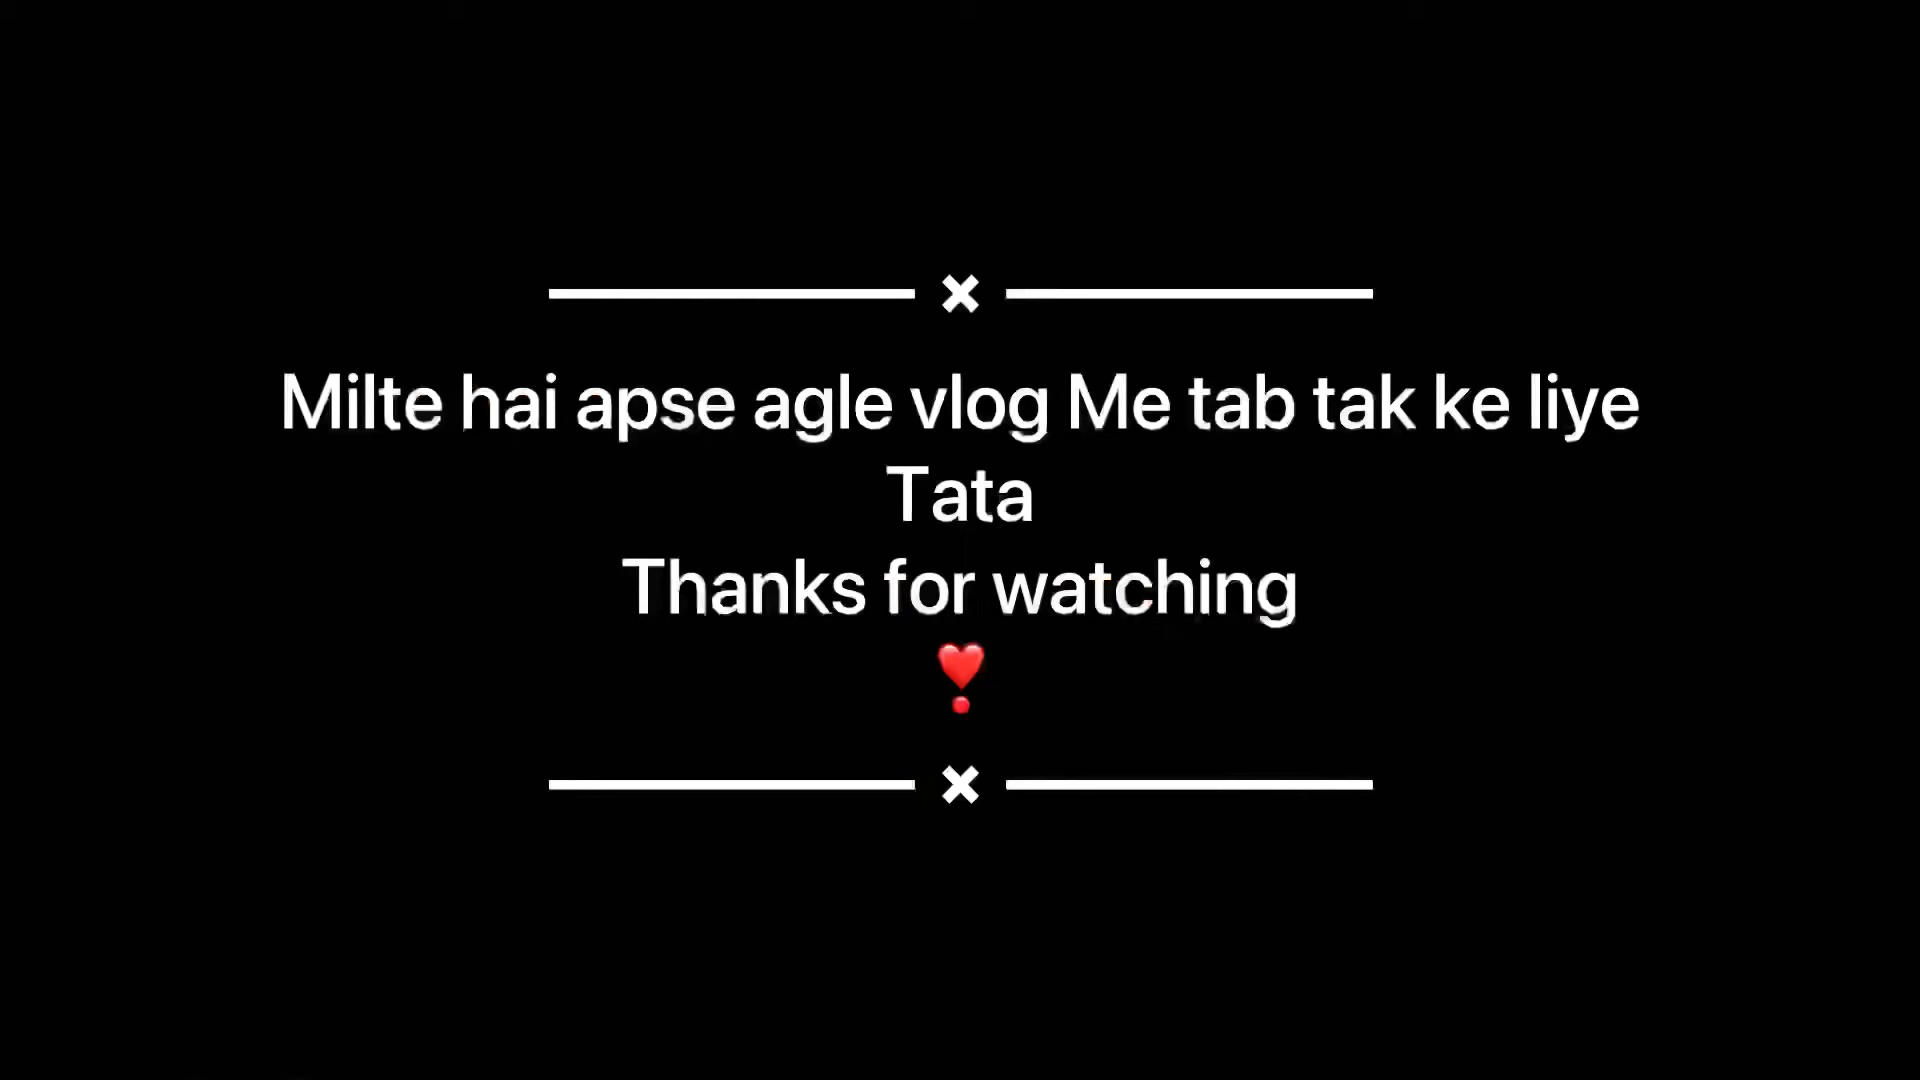 Milte hai apse agle vlog Me tab tak ke liye
Tata
Thanks for watching
❣️